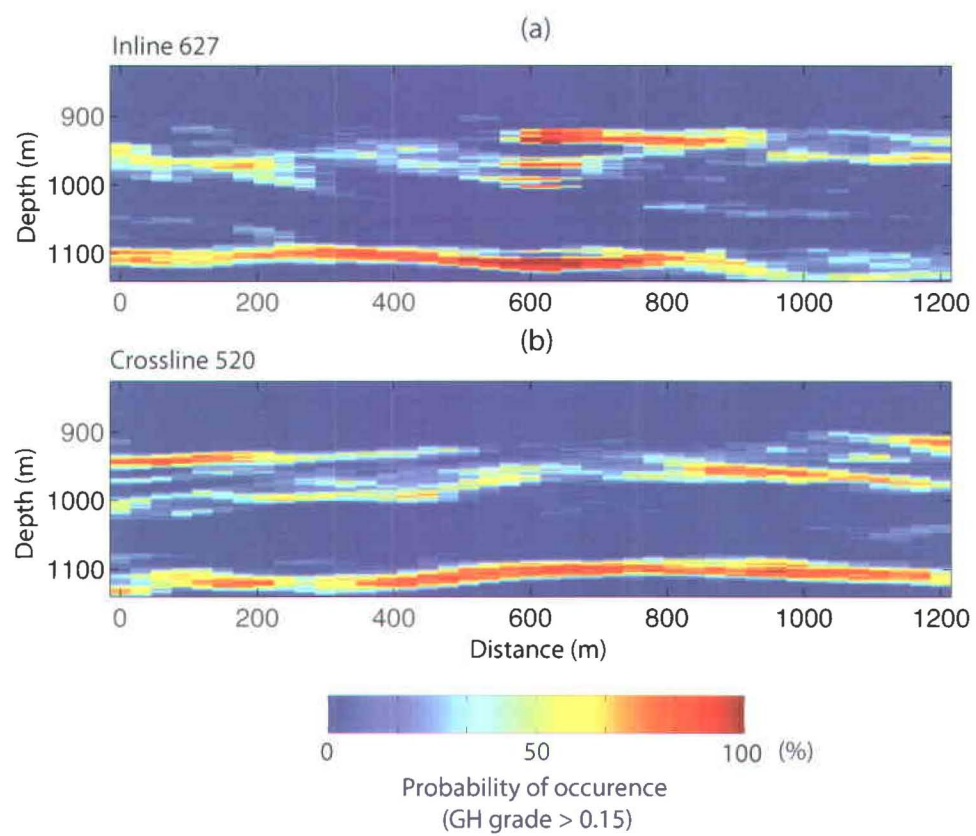 (a)
Inline 627
Depth (m)
900
1000
1100
0 200 400 600 800 1000 1200
(b)
Crossline 520
Depth (m)
900
1000
1100
0 200 400 600 800 1000 1200
Distance (m)
0 50 100 (%)
Probability of occurence
(GH grade > 0.15)